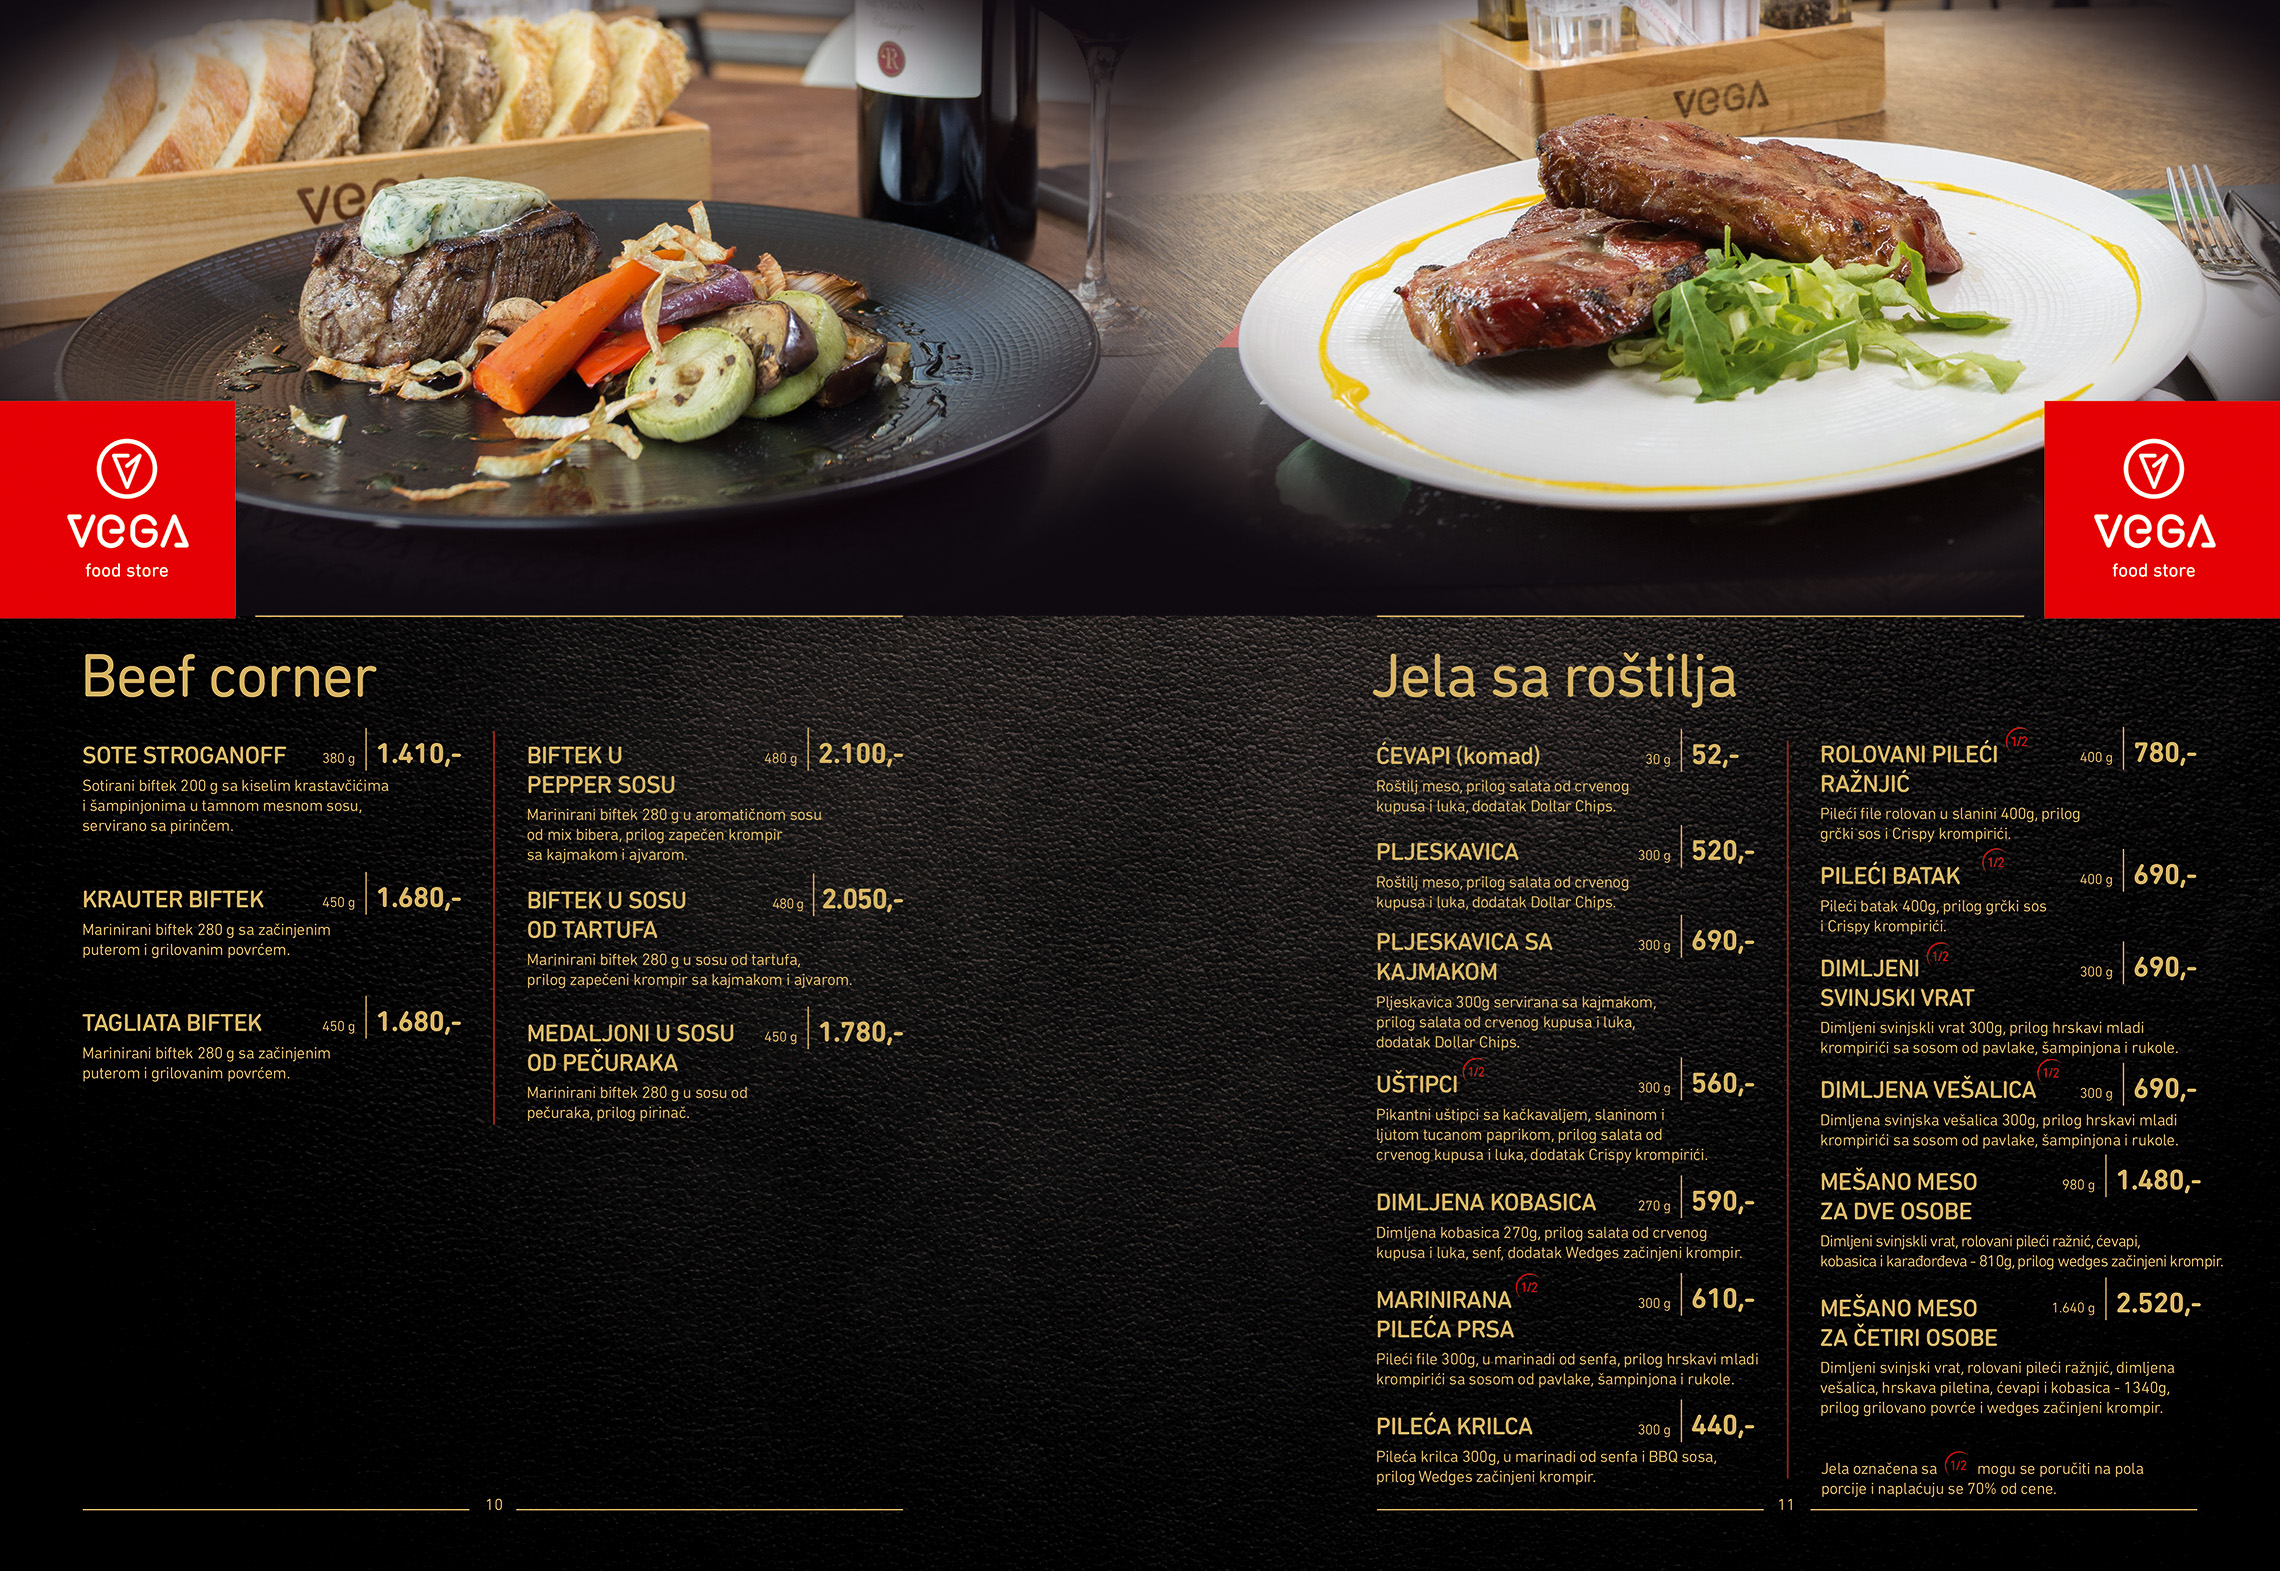 R
VEGA
VEGA
VEGA
food store
VEGA
food store
Beef corner
SOTE STROGANOFF 380 g 1.410,-
Sotirani biftek 200 g sa kiselim krastavčićima
i šampinjonima u tamnom mesnom sosu,
servirano sa pirinčem.
KRAUTER BIFTEK 450 g 1.680,-
Marinirani biftek 280 g sa začinjenim
puterom i grilovanim povrćem.
TAGLIATA BIFTEK 450 g 1.680,-
Marinirani biftek 280 g sa začinjenim
puterom i grilovanim povrćem.
BIFTEK U 480 g 2.100,-
PEPPER SOSU
Marinirani biftek 280 g u aromatičnom sosu
od mix bibera, prilog zapečen krompir
sa kajmakom i ajvarom.
BIFTEK U SOSU 480 g 2.050,-
OD TARTUFA
Marinirani biftek 280 g u sosu od tartufa,
prilog zapečeni krompir sa kajmakom i ajvarom.
MEDALJONI U SOSU 450 g 1.780,-
OD PEČURAKA
Marinirani biftek 280 g u sosu od
pečuraka, prilog pirinač.
10
Jela sa roštilja
ĆEVAPI (komad) 30 g 52,-
Roštilj meso, prilog salata od crvenog
kupusa i luka, dodatak Dollar Chips.
PLJESKAVICA 300 g 520,-
Roštilj meso, prilog salata od crvenog
kupusa i luka, dodatak Dollar Chips.
PLJESKAVICA SA 300 g 690,-
KAJMAKOM
Pljeskavica 300g servirana sa kajmakom,
prilog salata od crvenog kupusa i luka,
dodatak Dollar Chips.
UŠTIPCI 1/2 300 g 560,-
Pikantni uštipci sa kačkavaljem, slaninom i
ljutom tucanom paprikom, prilog salata od
crvenog kupusa i luka, dodatak Crispy krompirići.
DIMLJENA KOBASICA 270 g 590,-
Dimljena kobasica 270g, prilog salata od crvenog
kupusa i luka, senf, dodatak Wedges začinjeni krompir.
MARINIRANA 1/2 300 g 610,-
PILEĆA PRSA
Pileći file 300g, u marinadi od senfa, prilog hrskavi mladi
krompirići sa sosom od pavlake, šampinjona i rukole.
PILEĆA KRILCA 300 g 440,-
Pileća krilca 300g, u marinadi od senfa i BBQ sosa,
prilog Wedges začinjeni krompir.
ROLOVANI PILEĆI 1/2 400 g 780,-
RAŽNJIĆ
Pileći file rolovan u slanini 400g, prilog
grčki sos i Crispy krompirići.
PILEĆI BATAK 1/2 400 g 690,-
Pileći batak 400g, prilog grčki sos
i Crispy krompirići.
DIMLJENI 1/2 300 g 690,-
SVINJSKI VRAT
Dimljeni svinjskli vrat 300g, prilog hrskavi mladi
krompirići sa sosom od pavlake, šampinjona i rukole.
DIMLJENA VEŠALICA 1/2 300 g 690,-
Dimljena svinjska vešalica 300g, prilog hrskavi mladi
krompirići sa sosom od pavlake, šampinjona i rukole.
MEŠANO MESO 980 g 1.480,-
ZA DVE OSOBE
Dimljeni svinjskli vrat, rolovani pileći ražnić, ćevapi,
kobasica i karađorđeva - 810g, prilog wedges začinjeni krompir.
MEŠANO MESO 1.640 g 2.520,-
ZA ČETIRI OSOBE
Dimljeni svinjski vrat, rolovani pileći ražnjić, dimljena
vešalica, hrskava piletina, ćevapi i kobasica - 1340g,
prilog grilovano povrće i wedges začinjeni krompir.
Jela označena sa 1/2 mogu se poručiti na pola
porcije i naplaćuju se 70% od cene.
11